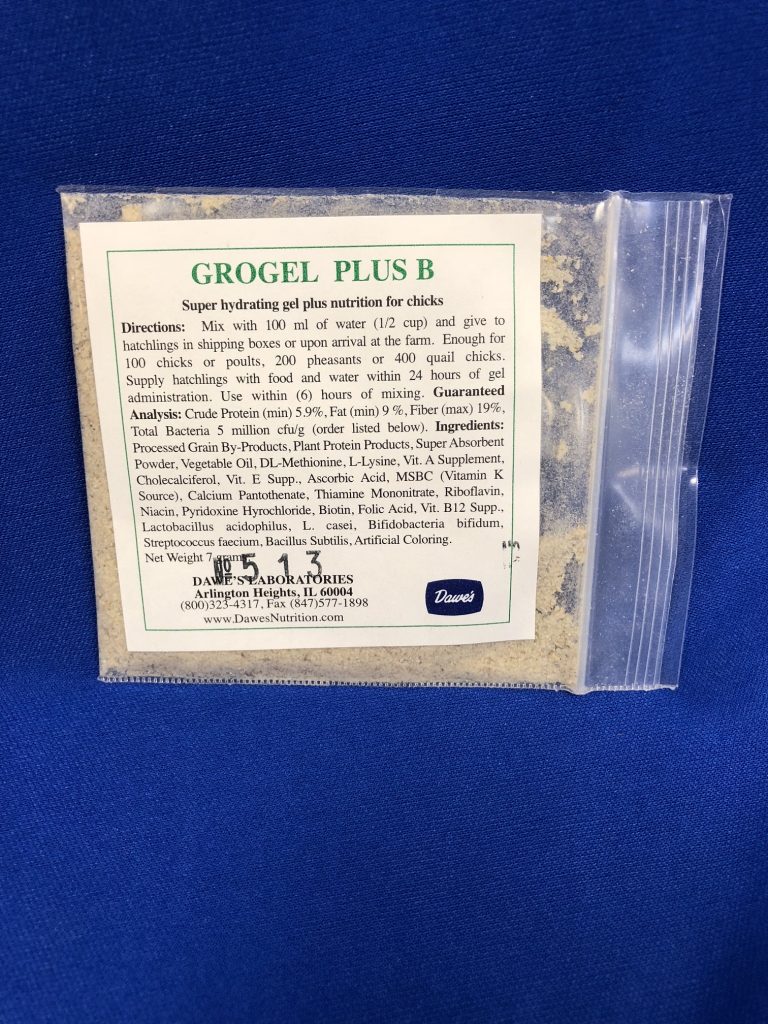 GROGEL PLUS B
Super hydrating gel plus nutrition for chicks
Directions: Mix with 100 ml of water (1/2 cup) and give to
hatchlings in shipping boxes or upon arrival at the farm. Enough for
100 chicks or poults, 200 pheasants or 400 quail chicks.
Supply hatchlings with food and water within 24 hours of gel
administration. Use within (6) hours of mixing. Guaranteed
Analysis: Crude Protein (min) 5.9%, Fat (min) 9 %, Fiber (max) 19%,
Total Bacteria 5 million cfu/g (order listed below). Ingredients:
Processed Grain By-Products, Plant Protein Products, Super Absorbent
Powder, Vegetable Oil, DL-Methionine, L-Lysine, Vit. A Supplement,
Cholecalciferol, Vit. E Supp., Ascorbic Acid, MSBC (Vitamin K
Source), Calcium Pantothenate, Thiamine Mononitrate, Riboflavin,
Niacin, Pyridoxine Hyrochloride, Biotin, Folic Acid, Vit. B12 Supp.,
Lactobacillus acidophilus, L. casei, Bifidobacteria bifidum,
Streptococcus faecium, Bacillus Subtilis, Artificial Coloring.
Net Weight 7 grams
№ 513
DAWE'S LABORATORIES
Arlington Heights, IL 60004
(800)323-4317, Fax (847)577-1898
www.DawesNutrition.com
Dawe's